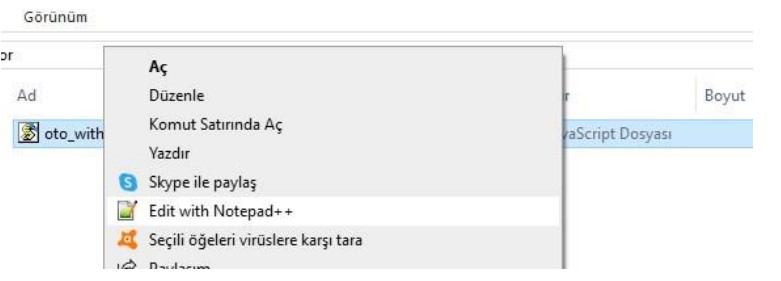 Görünüm
or
Ad
Boyut
oto_with
vaScript Dosyası
Aç
Düzenle
Komut Satırında Aç
Yazdır
Skype ile paylaş
Edit with Notepad++
Seçili öğeleri virüslere karşı tara
Paylaşım